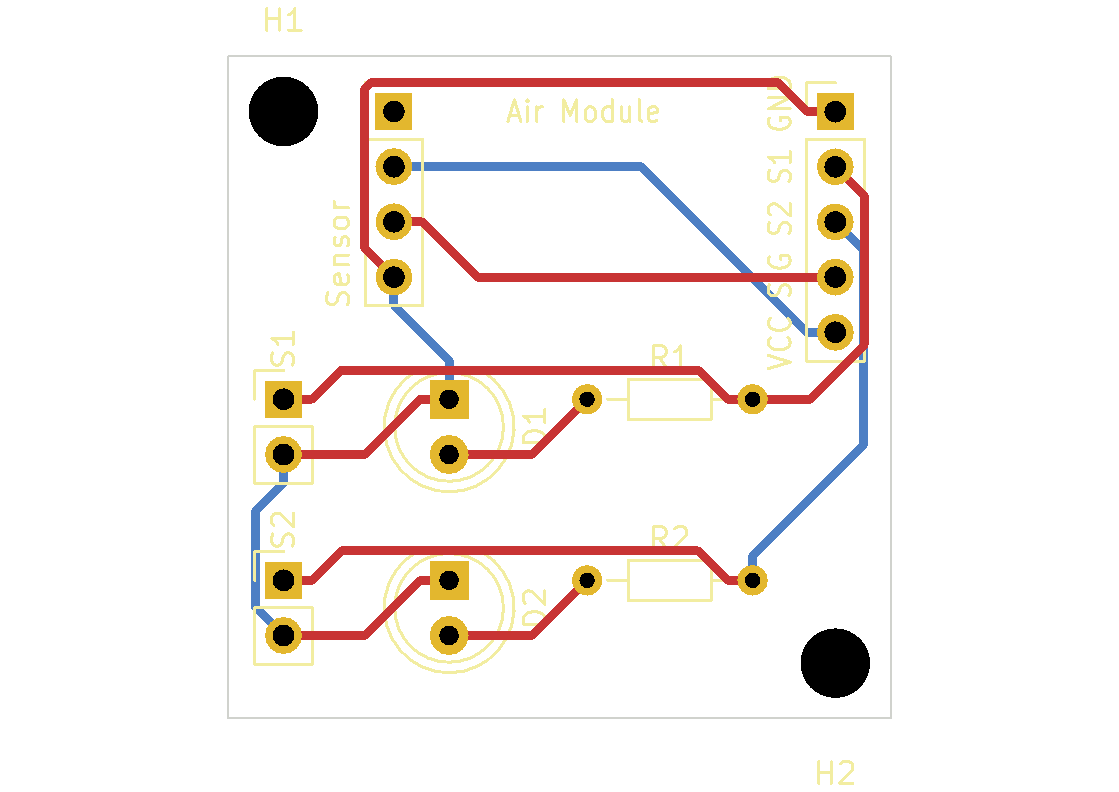 H1
Air Module
GND
S1
S2
SIG
VCC
Sensor
S1
R1
D1
S2
R2
D2
H2